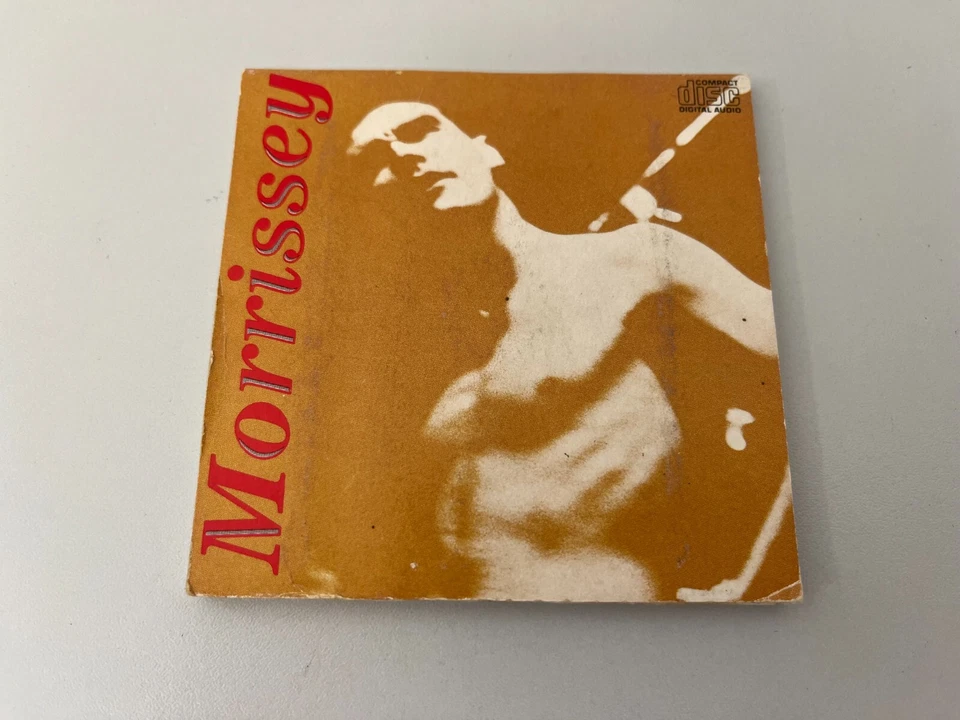 Morrissey
COMPACT
disc
DIGITAL AUDIO